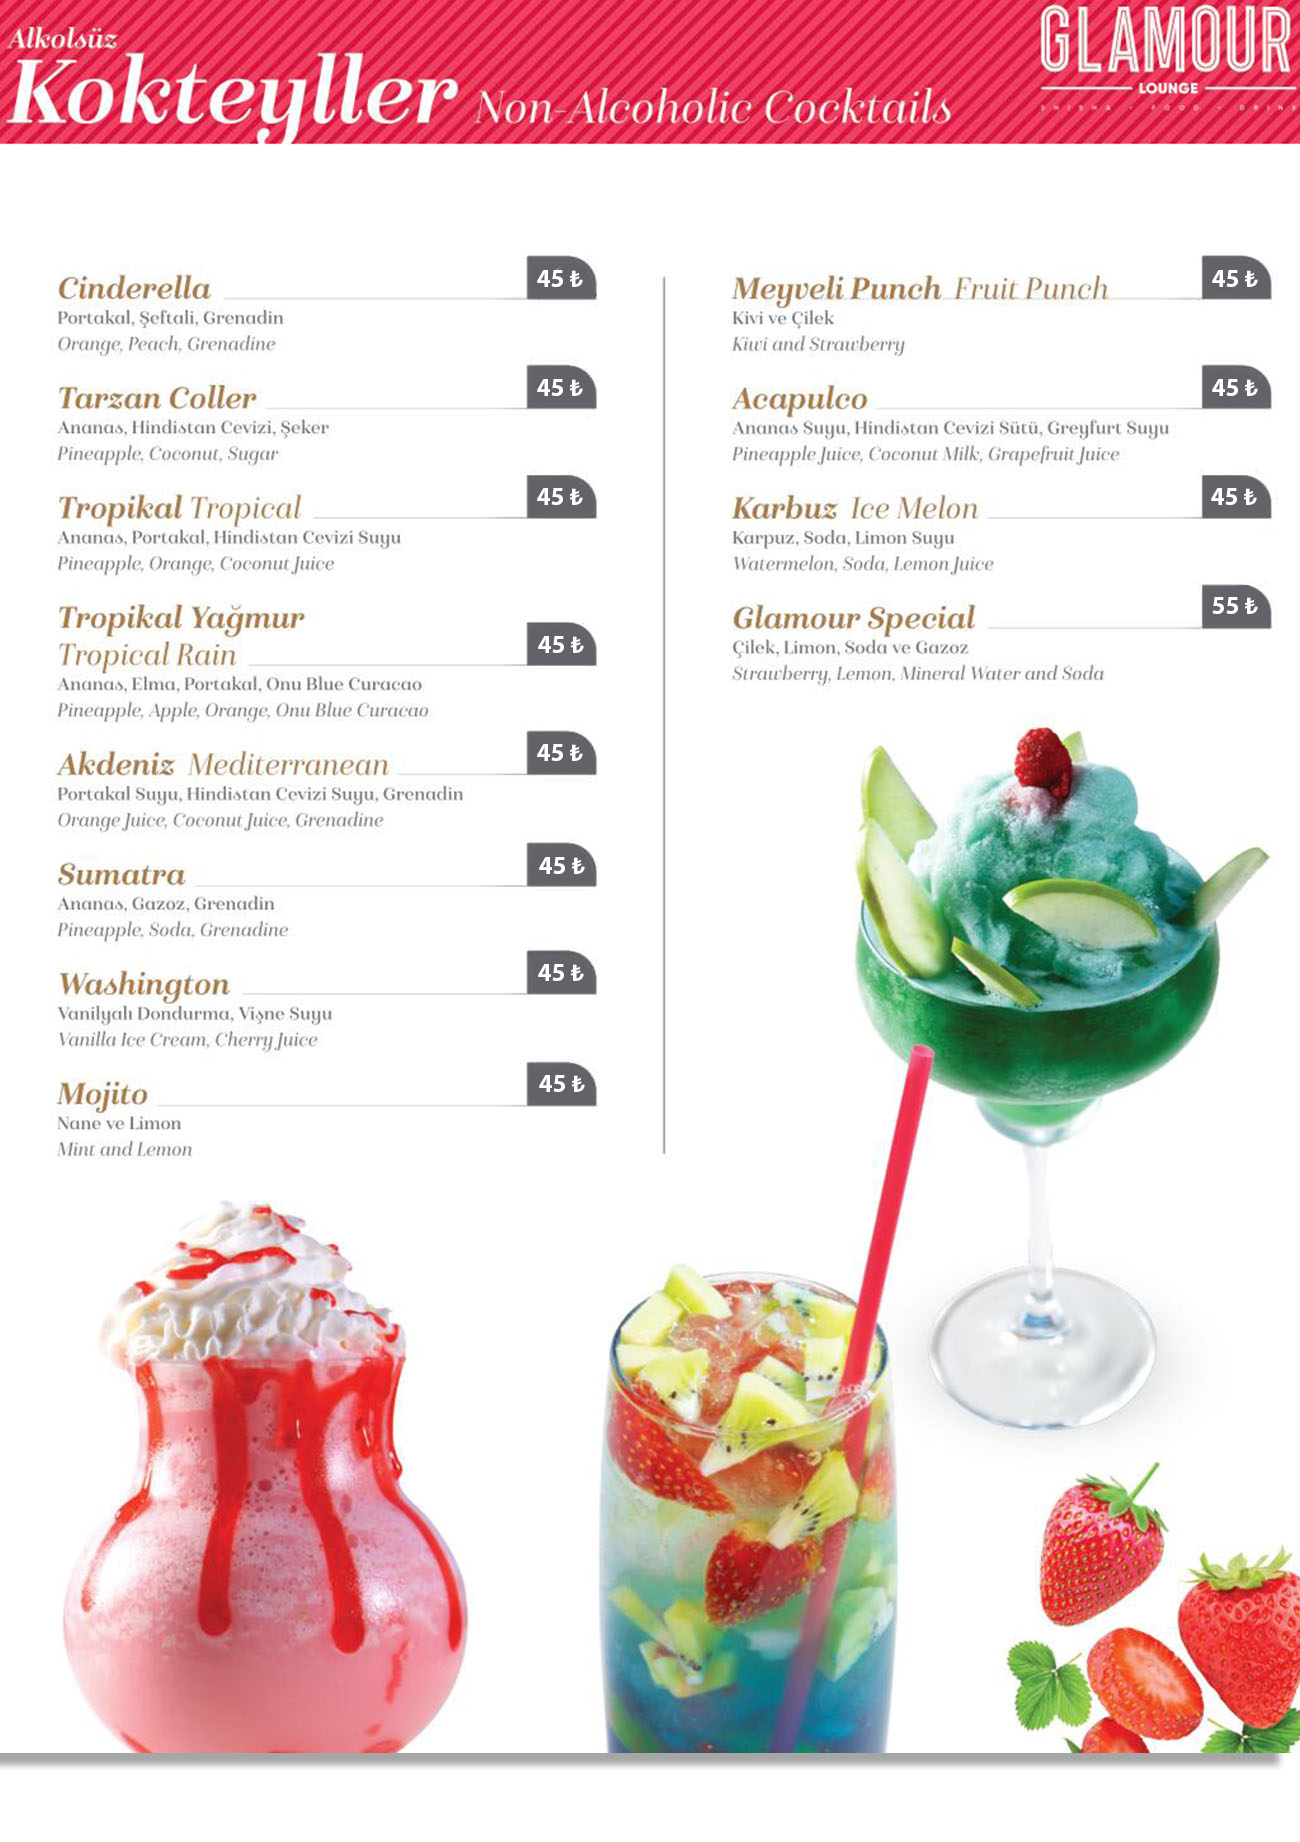 Alkolsüz
Kokteyller Non-Alcoholic Cocktails
GLAMOUR
LOUNGE
SHISHA - FOOD - DRINK
Cinderella 45 ₺
Portakal, Şeftali, Grenadin
Orange, Peach, Grenadine
Tarzan Coller 45 ₺
Ananas, Hindistan Cevizi, Şeker
Pineapple, Coconut, Sugar
Tropikal Tropical 45 ₺
Ananas, Portakal, Hindistan Cevizi Suyu
Pineapple, Orange, Coconut Juice
Tropikal Yağmur
Tropical Rain 45 ₺
Ananas, Elma, Portakal, Onu Blue Curacao
Pineapple, Apple, Orange, Onu Blue Curacao
Akdeniz Mediterranean 45 ₺
Portakal Suyu, Hindistan Cevizi Suyu, Grenadin
Orange Juice, Coconut Juice, Grenadine
Sumatra 45 ₺
Ananas, Gazoz, Grenadin
Pineapple, Soda, Grenadine
Washington 45 ₺
Vanilyalı Dondurma, Vişne Suyu
Vanilla Ice Cream, Cherry Juice
Mojito 45 ₺
Nane ve Limon
Mint and Lemon
Meyveli Punch Fruit Punch 45 ₺
Kivi ve Çilek
Kiwi and Strawberry
Acapulco 45 ₺
Ananas Suyu, Hindistan Cevizi Sütü, Greyfurt Suyu
Pineapple Juice, Coconut Milk, Grapefruit Juice
Karbuz Ice Melon 45 ₺
Karpuz, Soda, Limon Suyu
Watermelon, Soda, Lemon Juice
Glamour Special 55 ₺
Çilek, Limon, Soda ve Gazoz
Strawberry, Lemon, Mineral Water and Soda